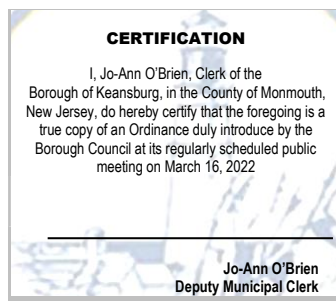 CERTIFICATION
I, Jo-Ann O’Brien, Clerk of the
Borough of Keansburg, in the County of Monmouth,
New Jersey, do hereby certify that the foregoing is a
true copy of an Ordinance duly introduce by the
Borough Council at its regularly scheduled public
meeting on March 16, 2022
Jo-Ann O’Brien
Deputy Municipal Clerk